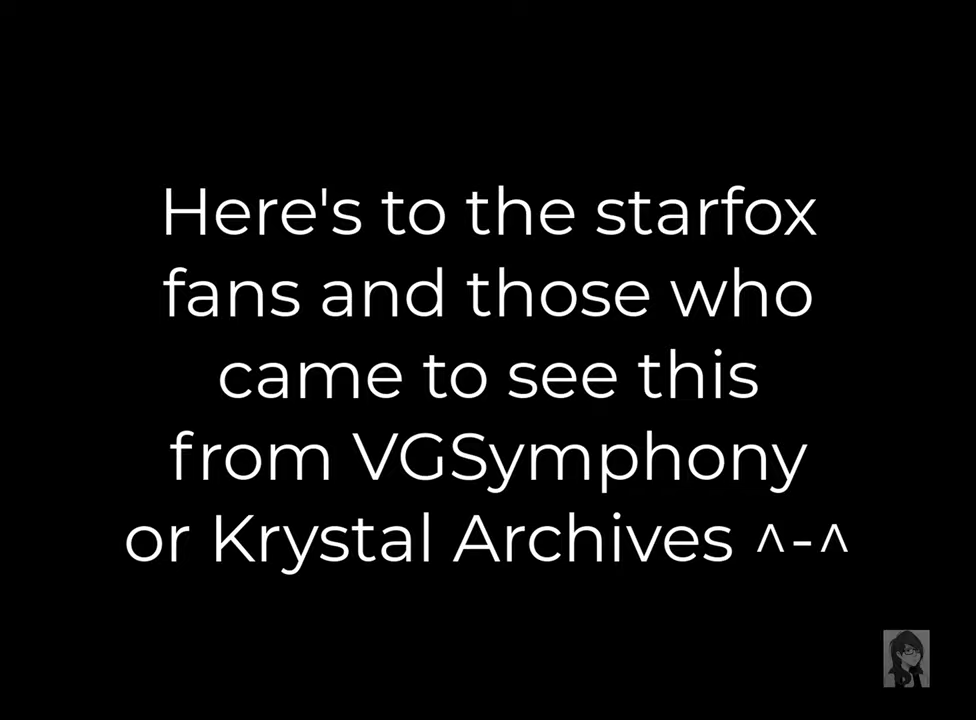 Here's to the starfox
fans and those who
came to see this
from VGSymphony
or Krystal Archives ^-^